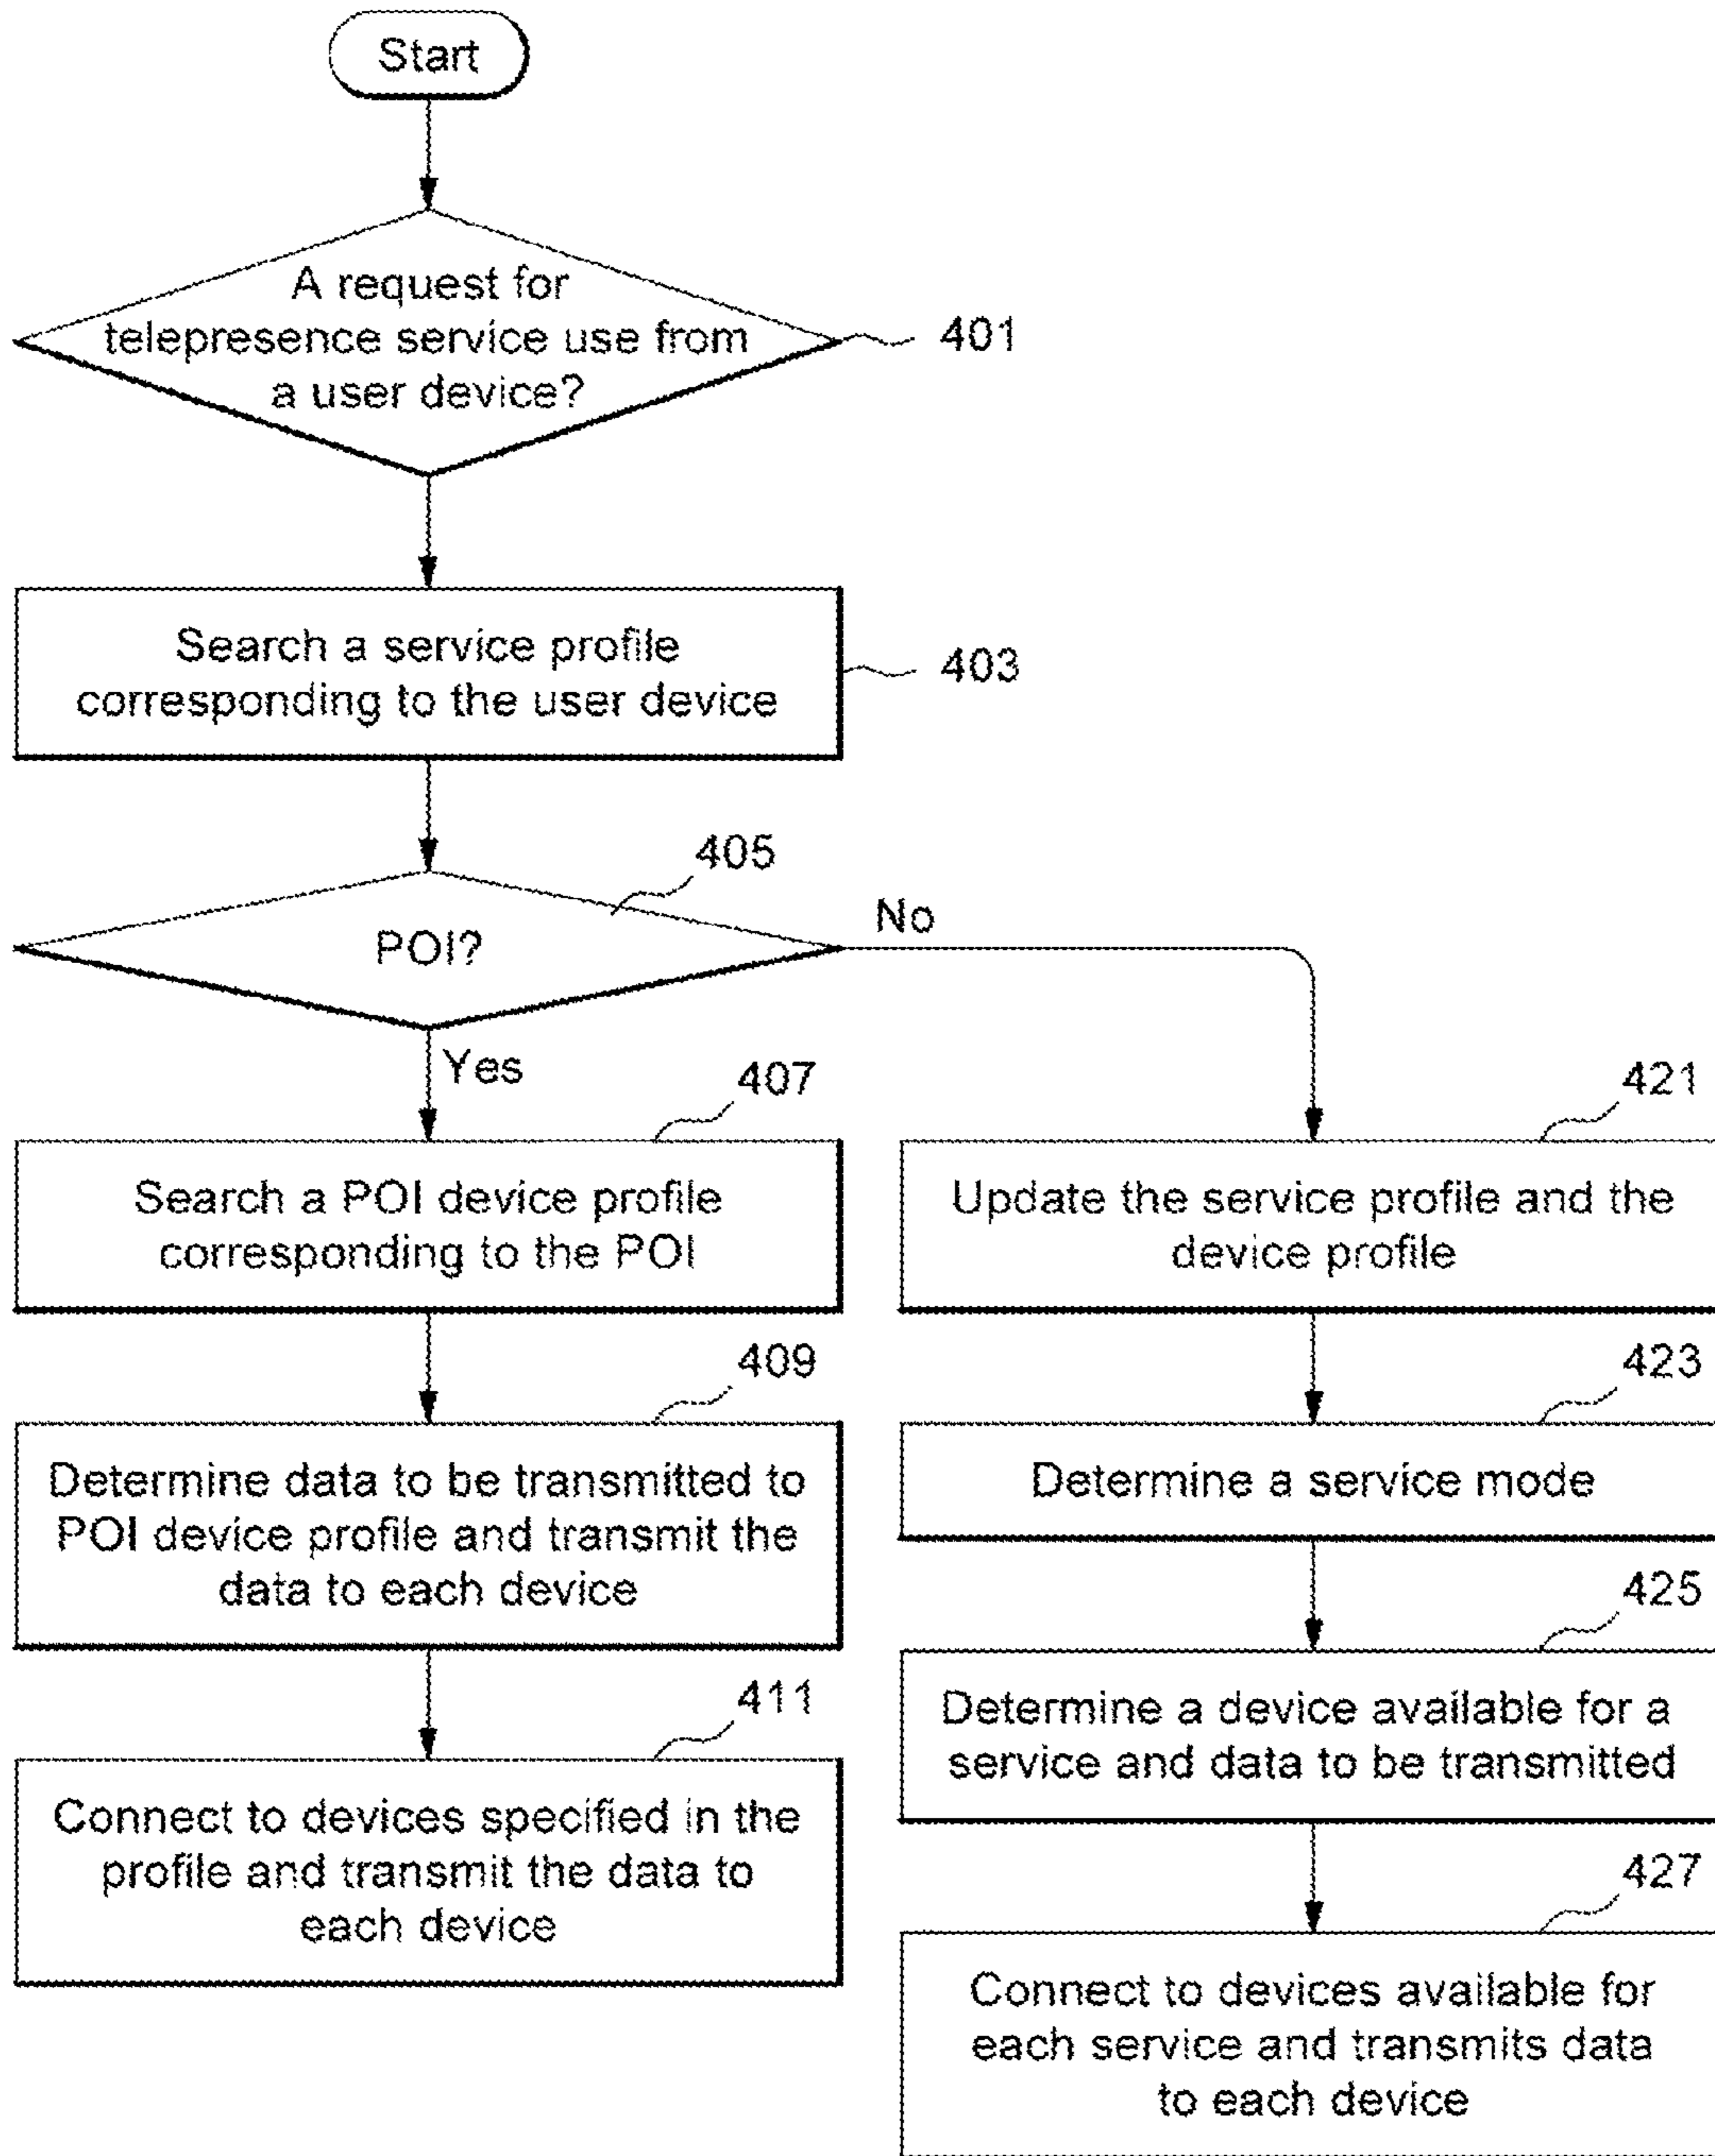 Start
A request for
telepresence service use from
a user device?
401
Search a service profile
corresponding to the user device
403
405
POI?
No
Yes
407
Search a POI device profile
corresponding to the POI
409
Determine data to be transmitted to
POI device profile and transmit the
data to each device
411
Connect to devices specified in the
profile and transmit the data to
each device
421
Update the service profile and the
device profile
423
Determine a service mode
425
Determine a device available for a
service and data to be transmitted
427
Connect to devices available for
each service and transmits data
to each device